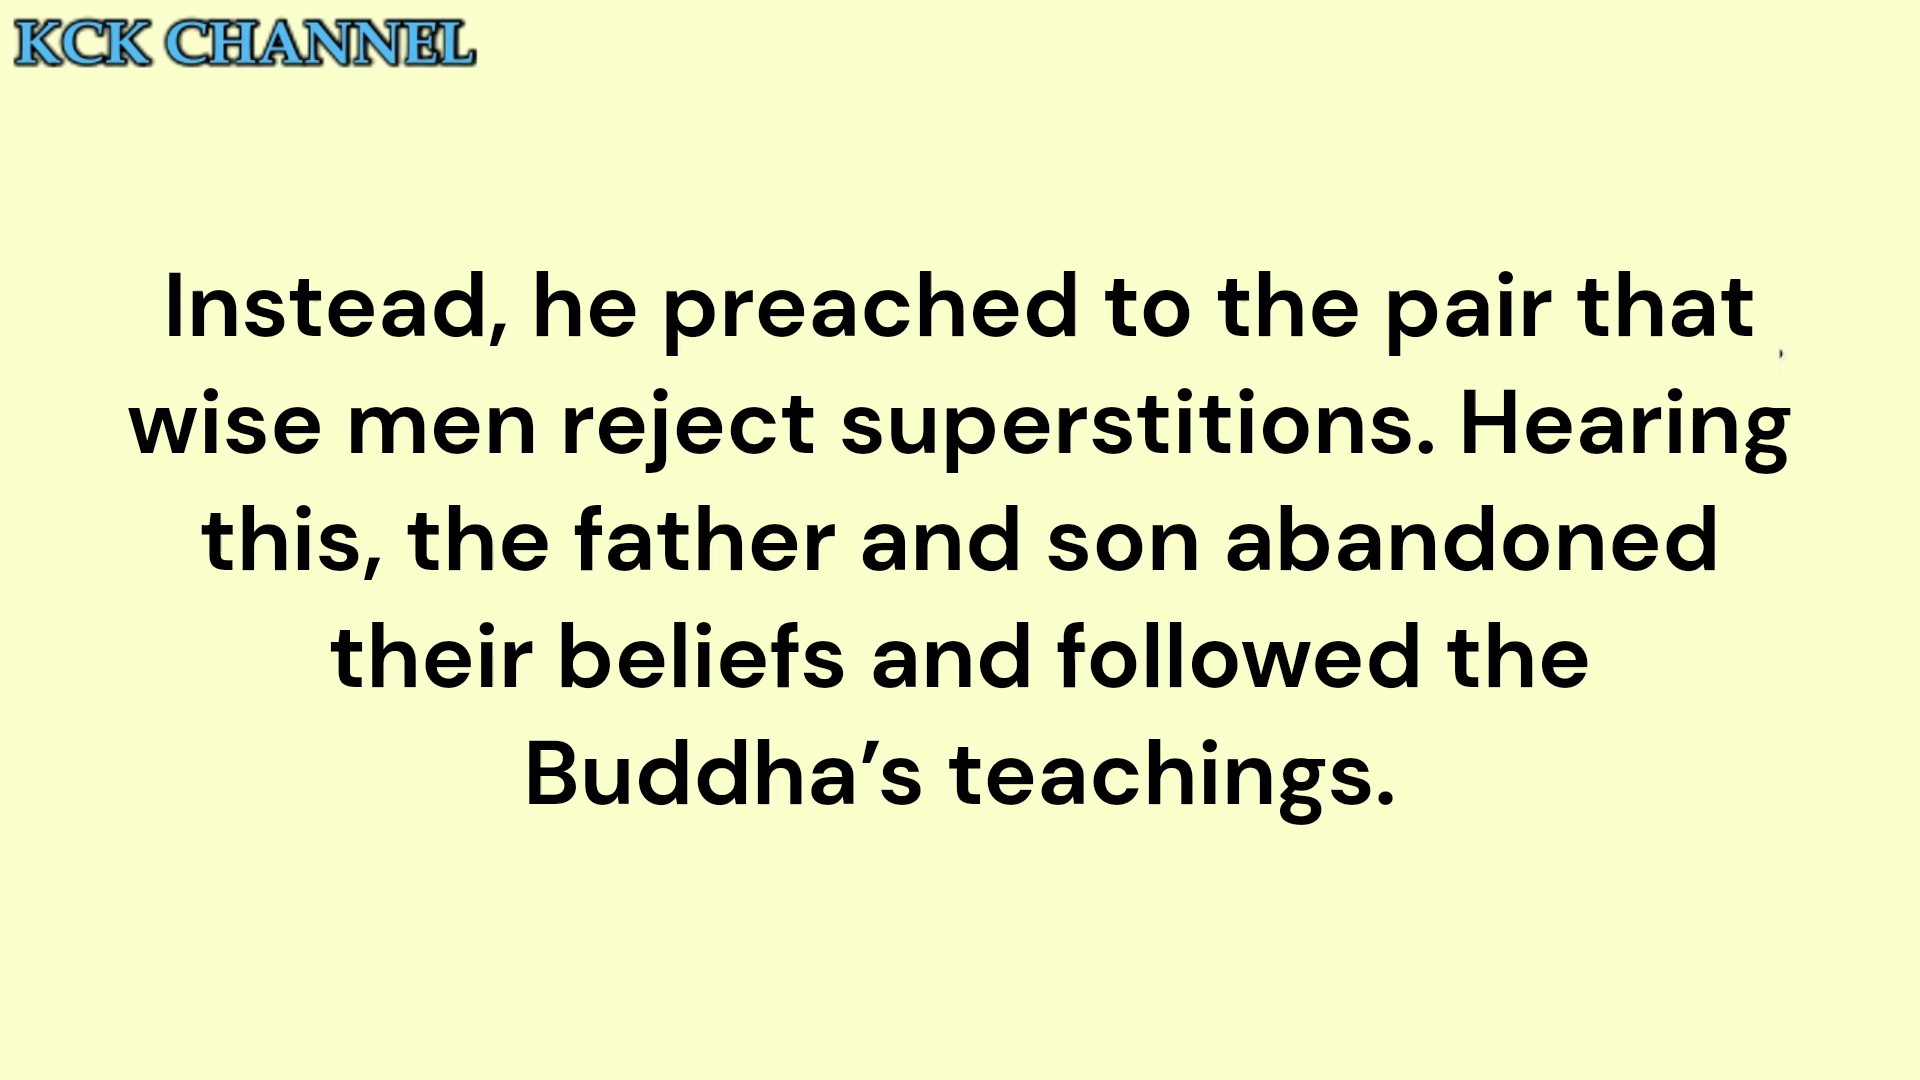 KCK CHANNEL
Instead, he preached to the pair that
wise men reject superstitions. Hearing
this, the father and son abandoned
their beliefs and followed the
Buddha’s teachings.